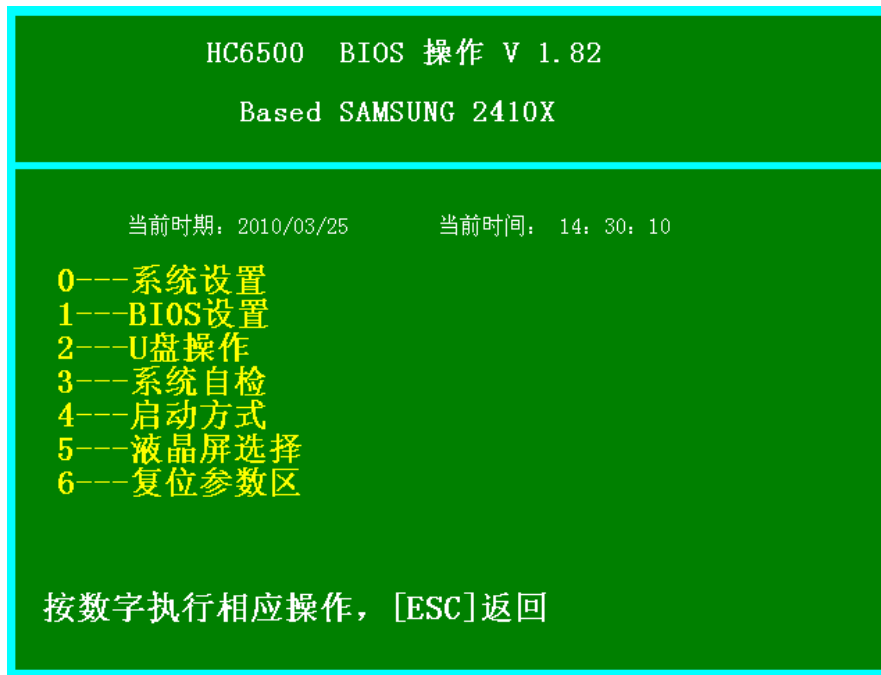 HC6500 BIOS 操作 V 1.82
Based SAMSUNG 2410X
当前时期：2010/03/25 当前时间： 14：30：10
0---系统设置
1---BIOS设置
2---U盘操作
3---系统自检
4---启动方式
5---液晶屏选择
6---复位参数区
按数字执行相应操作，[ESC]返回